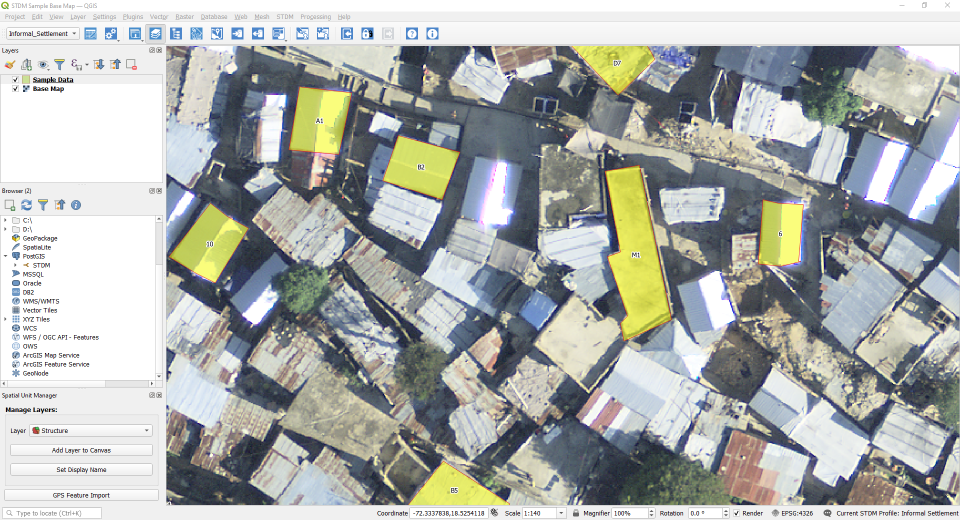 STDM Sample Base Map — QGIS
Project Edit View Layer Settings Plugins Vector Raster Database Web Mesh STDM Processing Help
Informal_Settlement
Layers
Sample Data
Base Map
Browser (2)
C:\
D:\
GeoPackage
SpatiaLite
PostGIS
STDM
MSSQL
Oracle
DB2
WMS/WMTS
Vector Tiles
XYZ Tiles
WCS
WFS / OGC API - Features
OWS
ArcGIS Map Service
ArcGIS Feature Service
GeoNode
Spatial Unit Manager
Manage Layers:
Layer Structure
Add Layer to Canvas
Set Display Name
GPS Feature Import
D7
A1
B2
10
M1
6
B5
Type to locate (Ctrl+K)
Coordinate -72.3337838,18.5254118 Scale 1:140 Magnifier 100% Rotation 0.0 ° Render EPSG:4326 Current STDM Profile: Informal Settlement